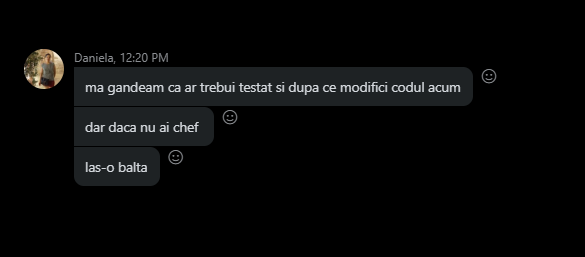 Daniela, 12:20 PM
ma gandeam ca ar trebui testat si dupa ce modifici codul acum
dar daca nu ai chef
las-o balta